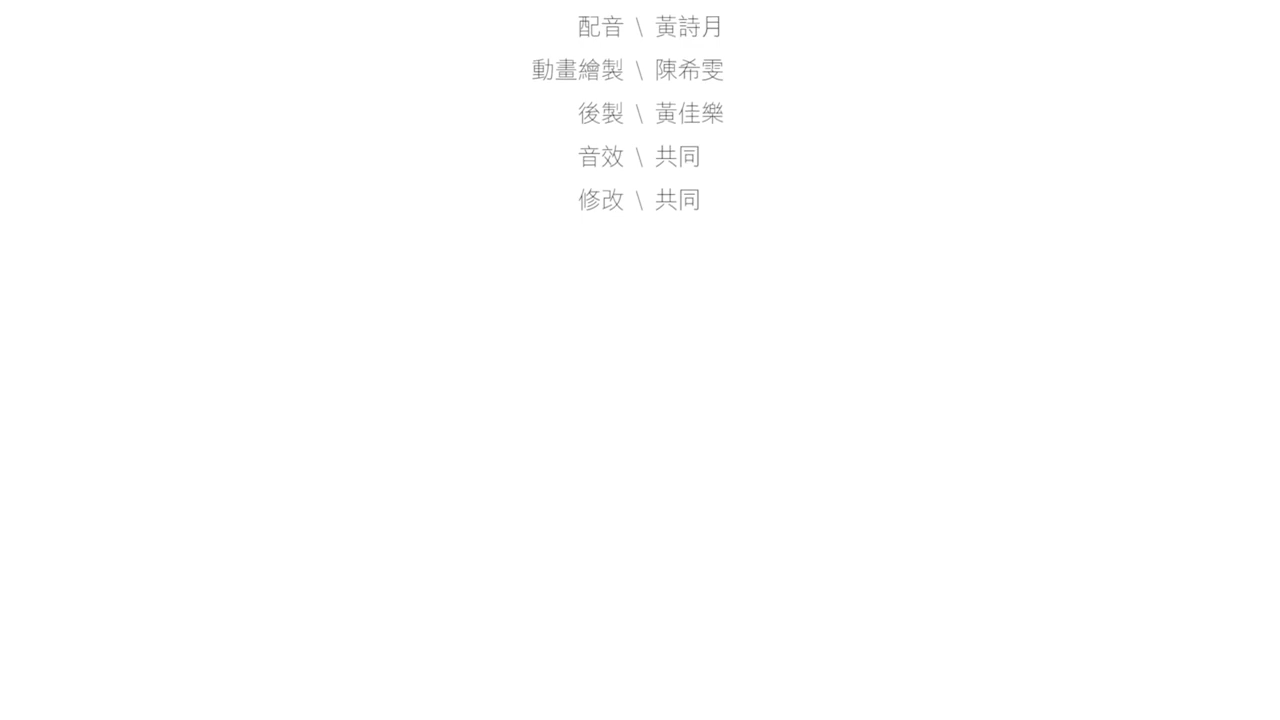 配音 \ 黃詩月
動畫繪製 \ 陳希雯
後製 \ 黃佳樂
音效 \ 共同
修改 \ 共同